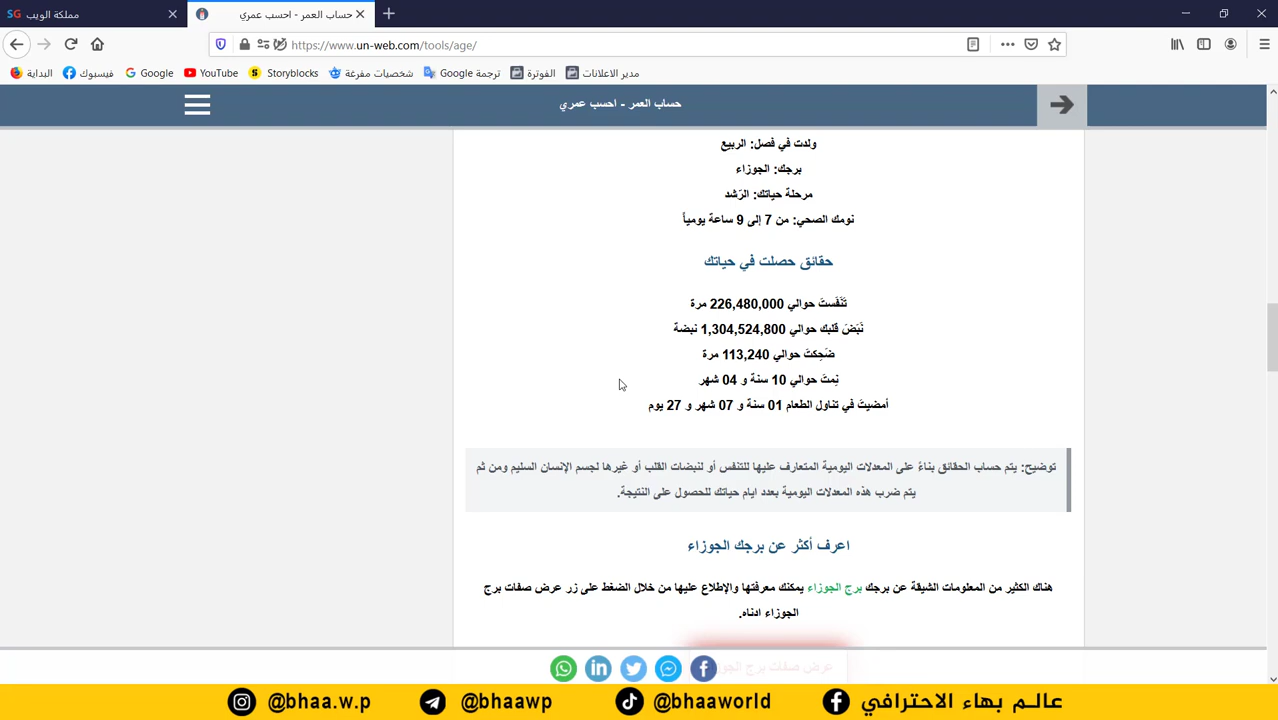 مملكة الويب
حساب العمر - احسب عمري
https://www.un-web.com/tools/age/
البداية
فيسبوك
Google
YouTube
Storyblocks
شخصيات مفرغة
ترجمة Google
الفوترة
مدير الاعلانات
حساب العمر - احسب عمري
ولدت في فصل: الربيع
برجك: الجوزاء
مرحلة حياتك: الرّشد
نومك الصحي: من 7 إلى 9 ساعة يومياً
حقائق حصلت في حياتك
تَنَفَّستَ حوالي 226,480,000 مرة
نَبَضَ قَلبك حوالي 1,304,524,800 نبضة
ضَحِكتَ حوالي 113,240 مرة
نِمتَ حوالي 10 سنة و 04 شهر
أمضيتَ في تناول الطعام 01 سنة و 07 شهر و 27 يوم
توضيح: يتم حساب الحقائق بناءً على المعدلات اليومية المتعارف عليها للتنفس أو لنبضات القلب أو غيرها لجسم الإنسان السليم ومن ثم
يتم ضرب هذه المعدلات اليومية بعدد ايام حياتك للحصول على النتيجة.
اعرف أكثر عن برجك الجوزاء
هناك الكثير من المعلومات الشيقة عن برجك برج الجوزاء يمكنك معرفتها والإطلاع عليها من خلال الضغط على زر عرض صفات برج
الجوزاء ادناه.
عرض صفات برج
@bhaa.w.p
@bhaawp
@bhaaworld
عالـم بهاء الاحترافي